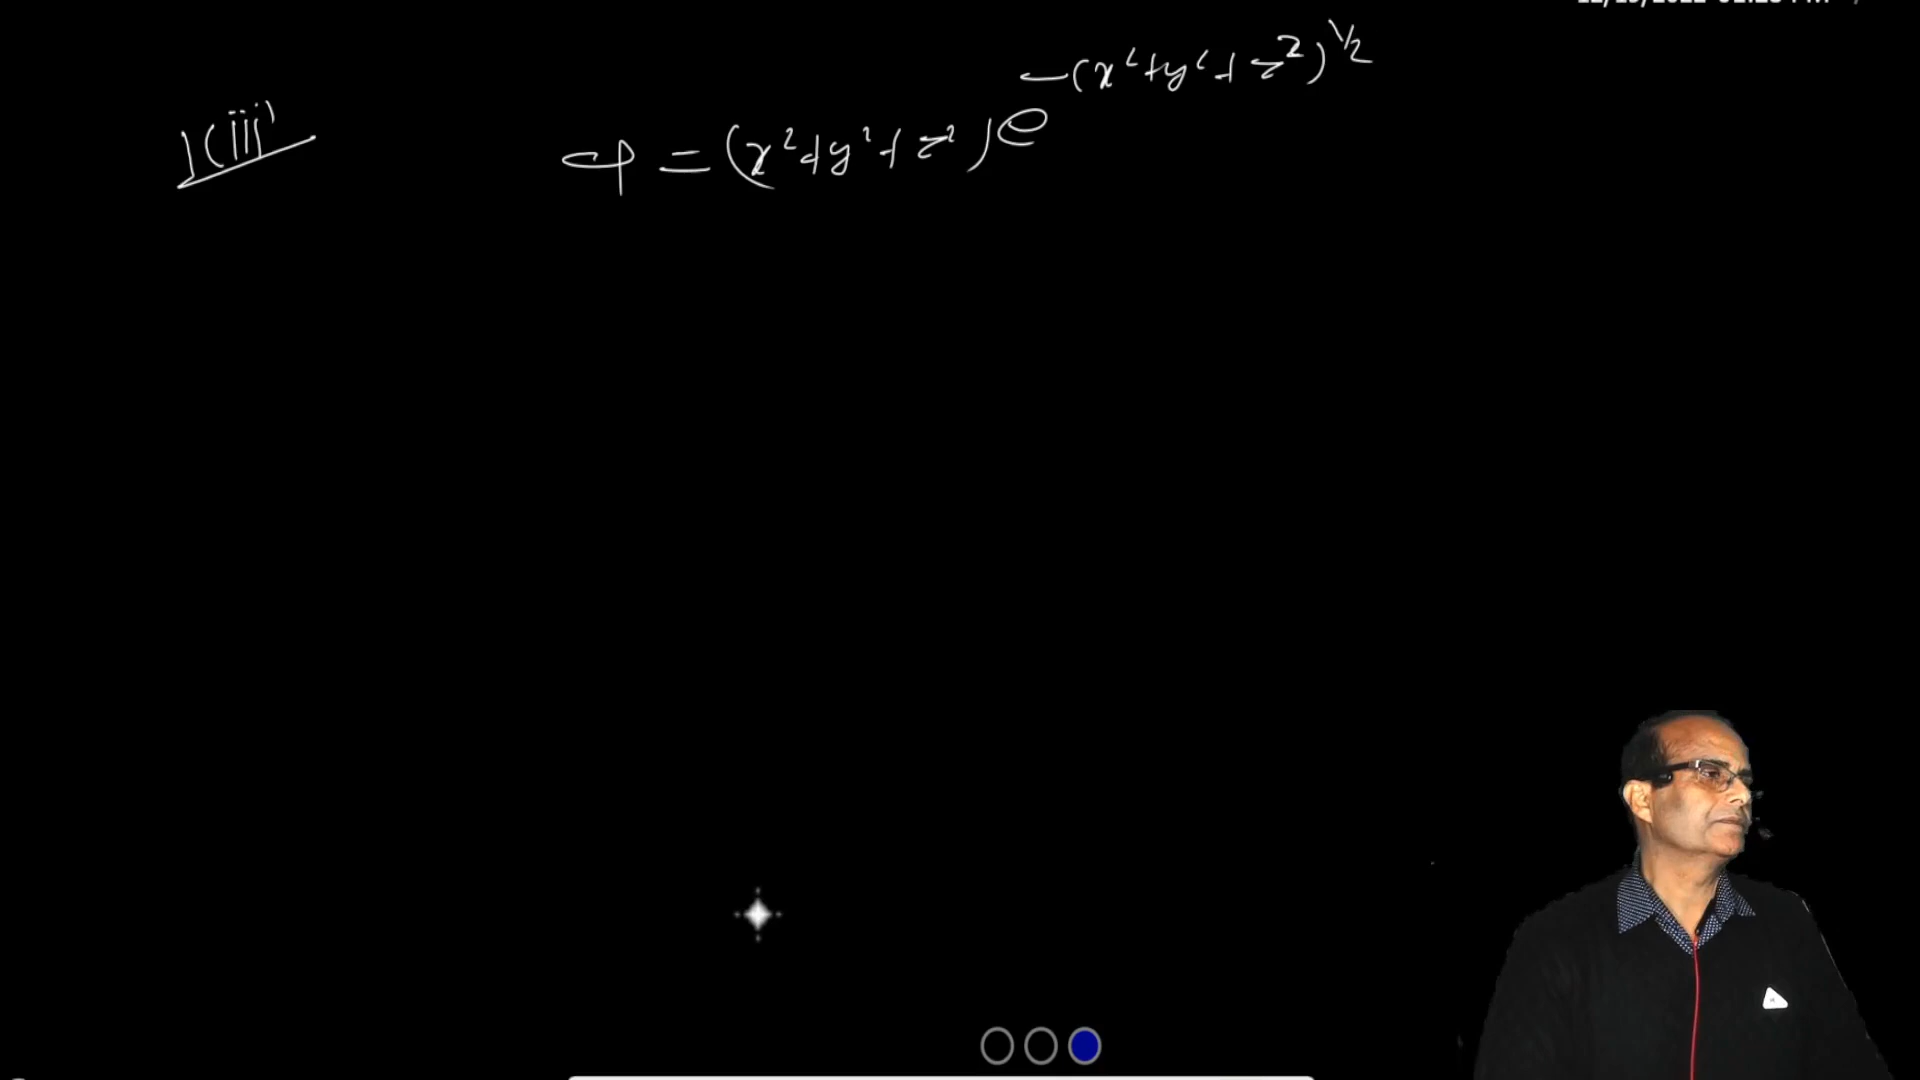 1(iii)
φ = (x²+y²+z²)e^-(x²+y²+z²)^1/2